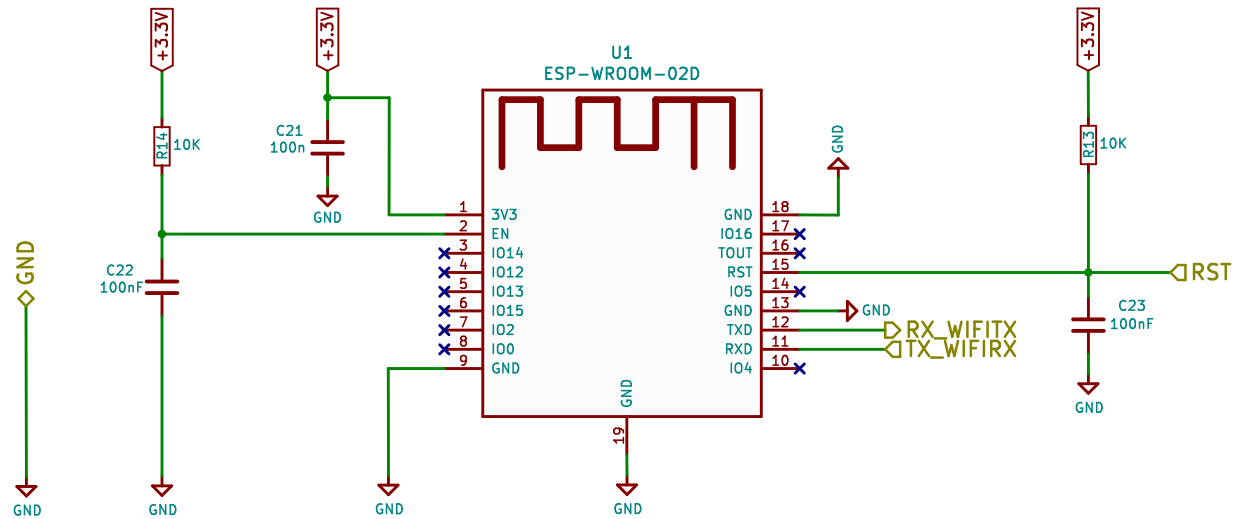 +3.3V
+3.3V
+3.3V
U1
ESP-WROOM-02D
R14
10K
C21
100n
GND
R13
10K
GND
1
3V3
GND
18
2
EN
IO16
17
3
IO14
TOUT
16
4
IO12
RST
15
5
IO13
IO5
14
6
IO15
GND
13
7
IO2
TXD
12
8
IO0
RXD
11
9
GND
IO4
10
GND
19
GND
C22
100nF
GND
RX_WIFITX
TX_WIFIRX
RST
C23
100nF
GND
GND
GND
GND
GND